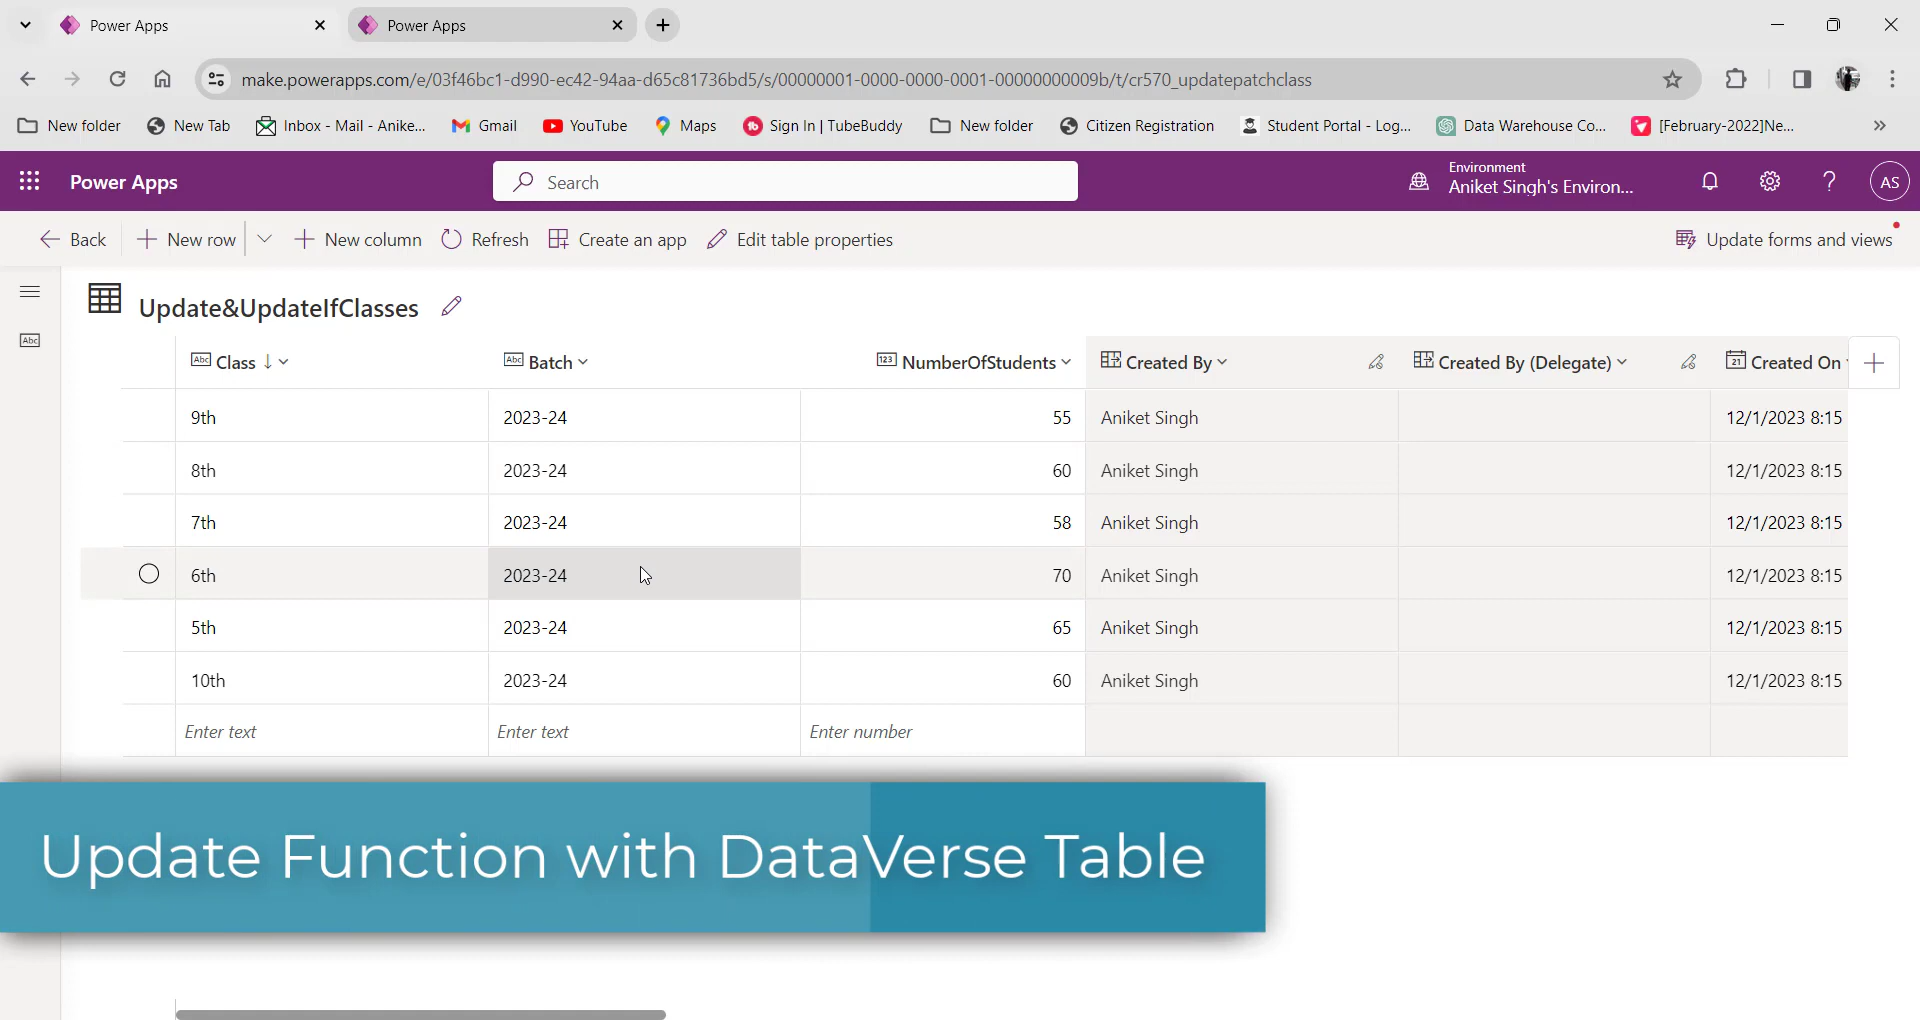 Power Apps
Power Apps
make.powerapps.com/e/03f46bc1-d990-ec42-94aa-d65c81736bd5/s/00000001-0000-0000-0001-00000000009b/t/cr570_updatepatchclass
New folder New Tab Inbox - Mail - Anike... Gmail YouTube Maps Sign In | TubeBuddy New folder Citizen Registration Student Portal - Log... Data Warehouse Co... [February-2022]Ne... »
Power Apps
Search
Environment
Aniket Singh's Environ...
?
AS
Back New row New column Refresh Create an app Edit table properties Update forms and views
Update&UpdateIfClasses
Abc
Abc Class Abc Batch 123 NumberOfStudents Created By Created By (Delegate) 21 Created On
9th 2023-24 55 Aniket Singh 12/1/2023 8:15
8th 2023-24 60 Aniket Singh 12/1/2023 8:15
7th 2023-24 58 Aniket Singh 12/1/2023 8:15
6th 2023-24 70 Aniket Singh 12/1/2023 8:15
5th 2023-24 65 Aniket Singh 12/1/2023 8:15
10th 2023-24 60 Aniket Singh 12/1/2023 8:15
Enter text Enter text Enter number
Update Function with DataVerse Table